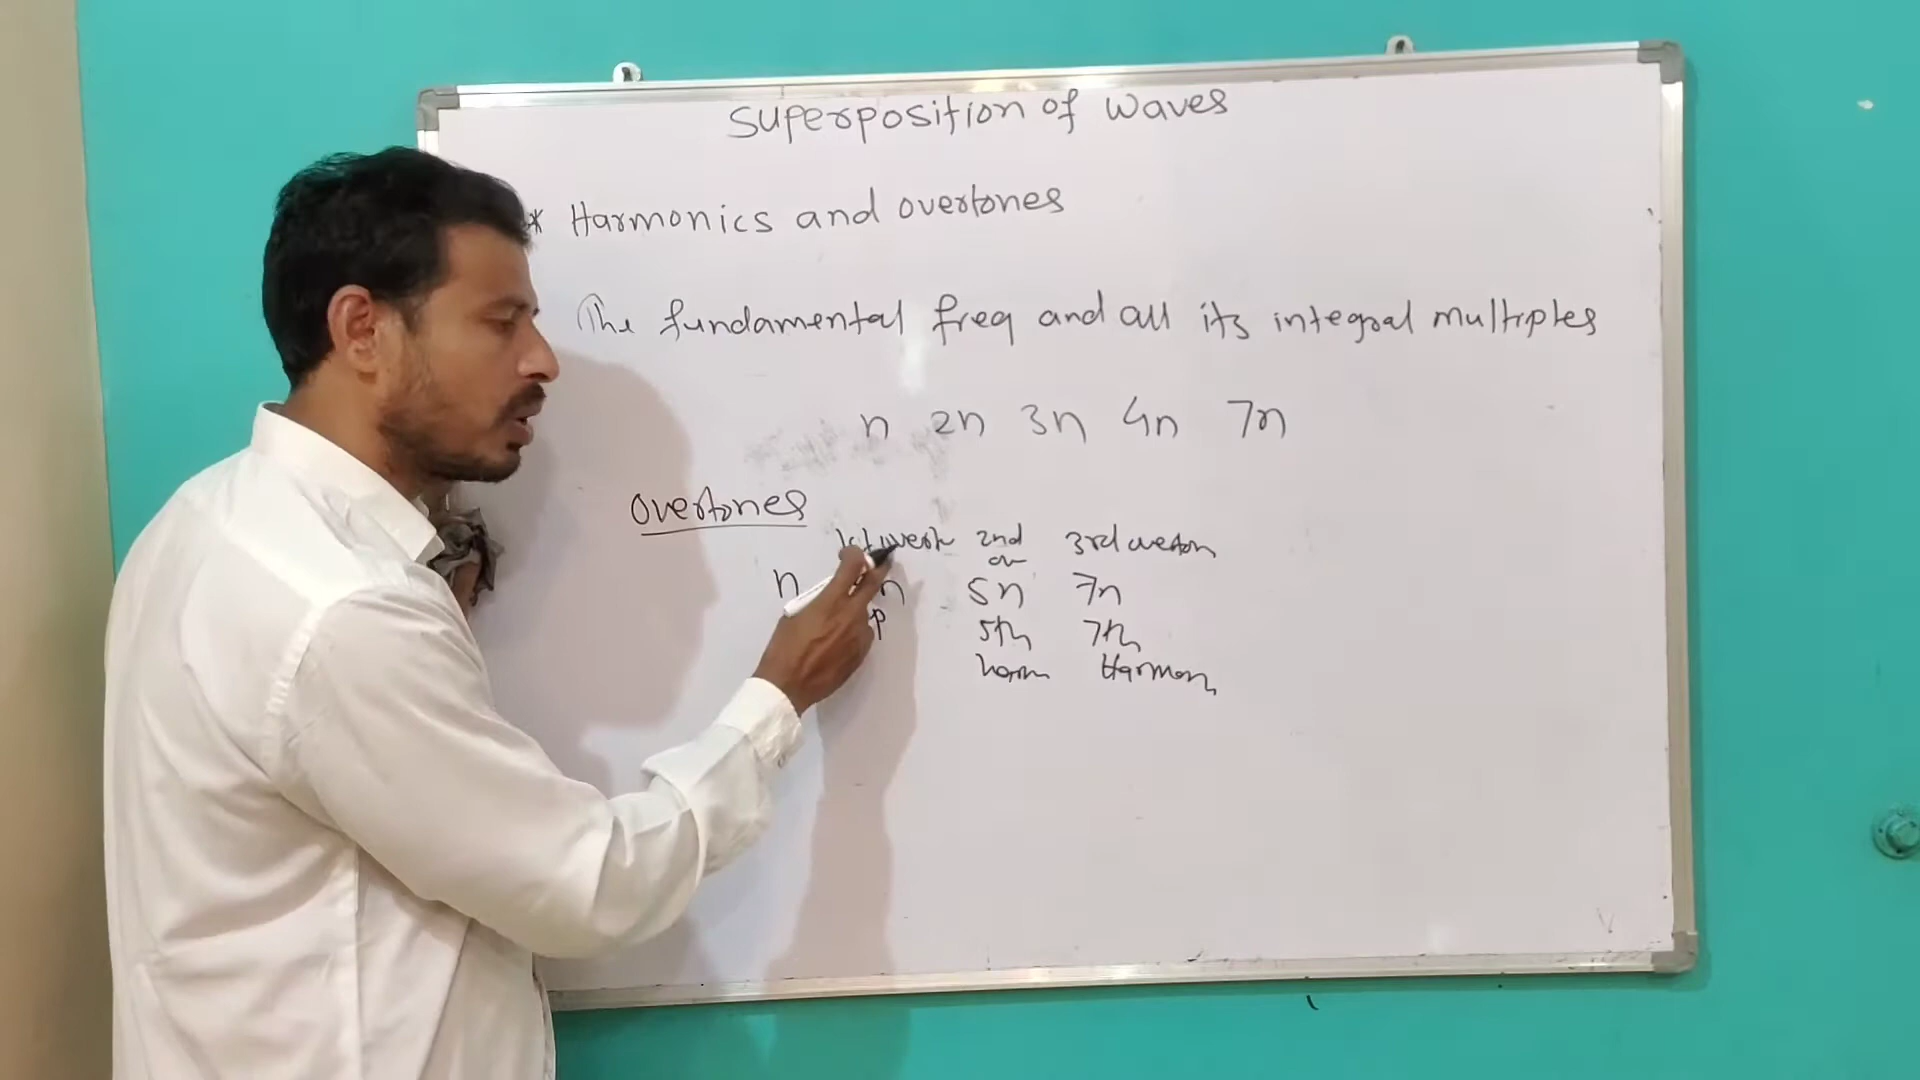 Superposition of waves
* Harmonics and overtones
The fundamental freq and all its integral multiples
n 2n 3n 4n 7n
Overtones
1st 2nd 3rd overton
n n 5n 7n
5th 7th
harm Harmon